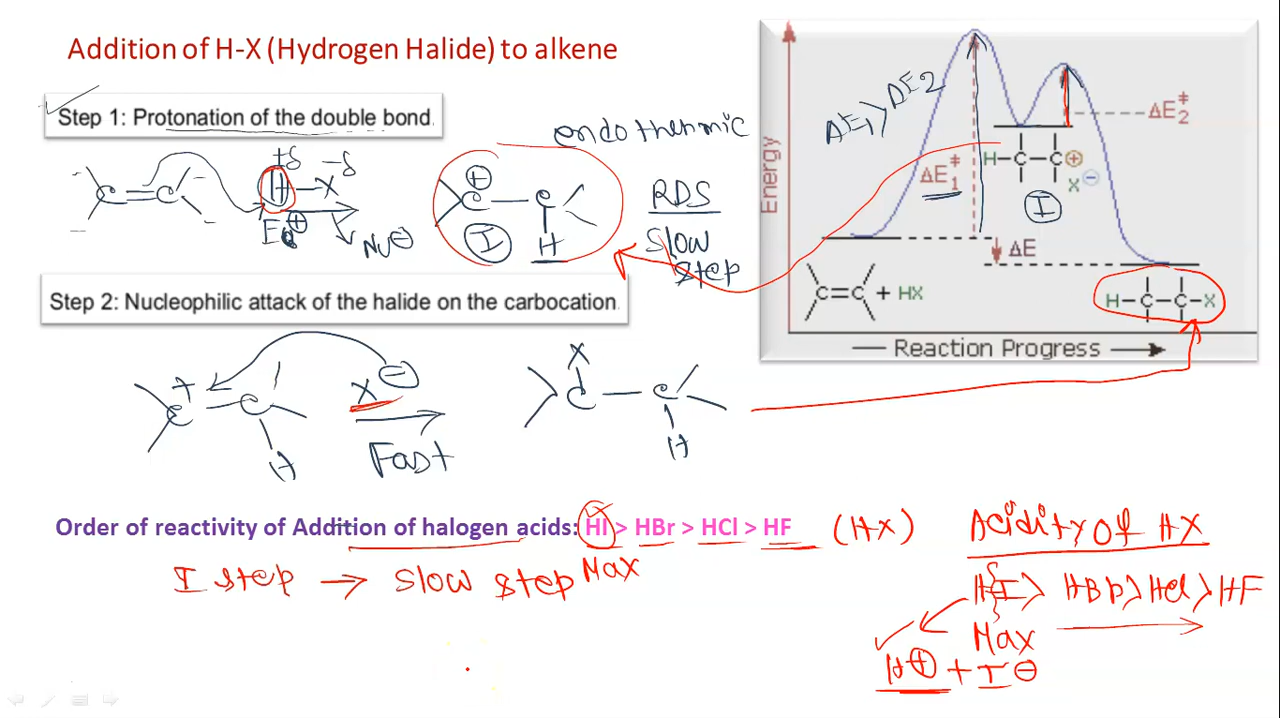 Addition of H-X (Hydrogen Halide) to alkene
Step 1: Protonation of the double bond.
C=C
+δ -δ
H-X
E⊕
Nu⊖
⊕
C-C
H
I
endothermic
RDS
Slow
step
Step 2: Nucleophilic attack of the halide on the carbocation.
+
C-C
H
X⊖
Fast
X
C-C
H
Energy
ΔE1>ΔE2
ΔE1‡
ΔE2‡
H-C-C⊕
X⊖
I
ΔE
C=C + HX
H-C-C-X
Reaction Progress
Order of reactivity of Addition of halogen acids: HI > HBr > HCl > HF (HX)
Max
I step → Slow step
Acidity Of HX
HI > HBr > HCl > HF
Max
H⊕ + I⊖